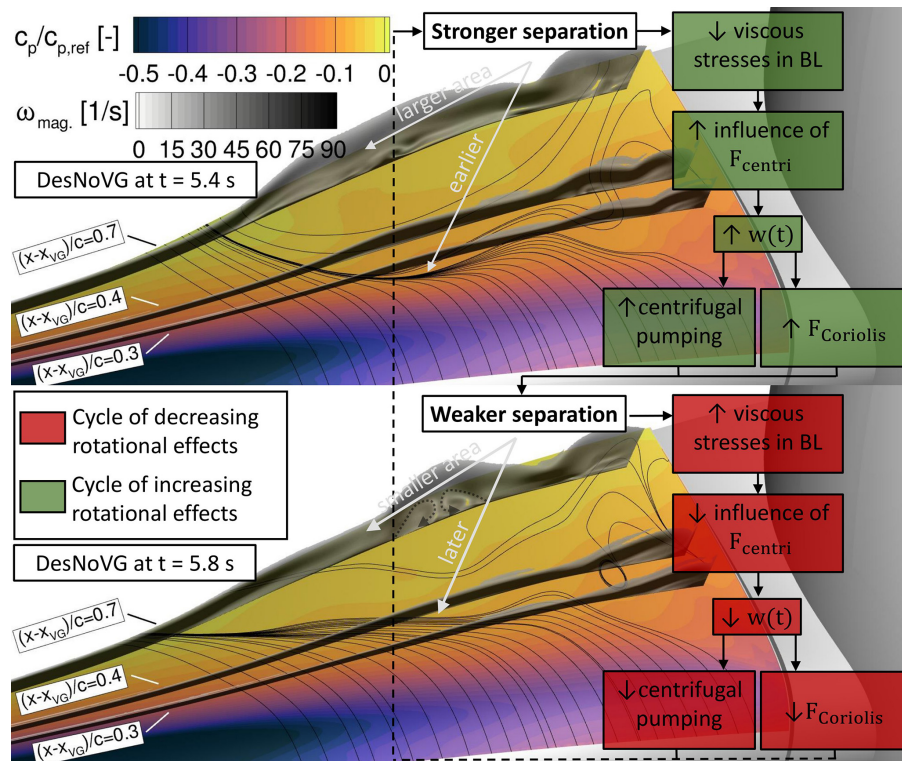 c_p/c_p,ref [-]
-0.5 -0.4 -0.3 -0.2 -0.1 0
ω_mag. [1/s]
0 15 30 45 60 75 90
DesNoVG at t = 5.4 s
(x-x_VG)/c=0.7
(x-x_VG)/c=0.4
(x-x_VG)/c=0.3
larger area
earlier
Stronger separation
↓ viscous
stresses in BL
↑ influence of
F_centri
↑ w(t)
↑centrifugal
pumping
↑ F_Coriolis
Cycle of decreasing
rotational effects
Cycle of increasing
rotational effects
DesNoVG at t = 5.8 s
(x-x_VG)/c=0.7
(x-x_VG)/c=0.4
(x-x_VG)/c=0.3
smaller area
later
Weaker separation
↑ viscous
stresses in BL
↓ influence of
F_centri
↓ w(t)
↓centrifugal
pumping
↓F_Coriolis